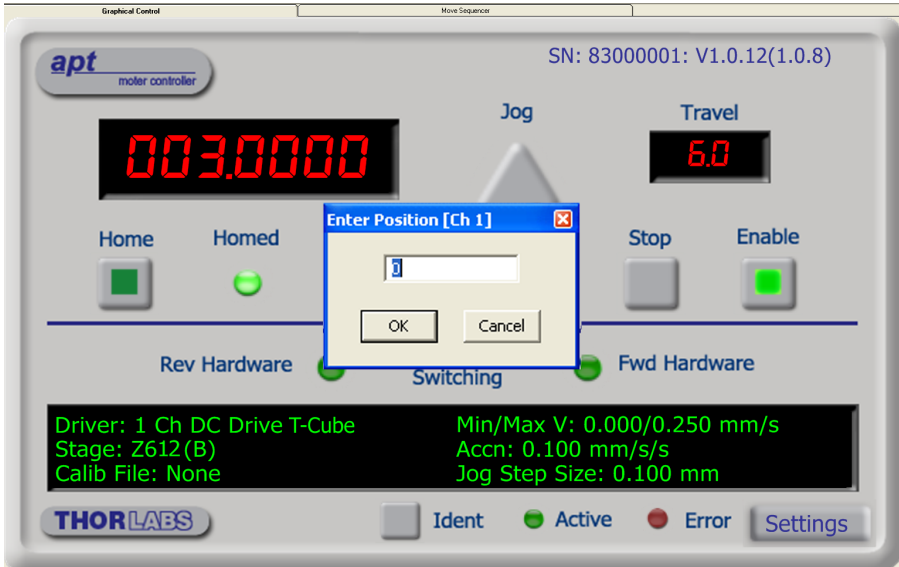 Graphical Control
Move Sequencer
apt
moter controller
SN: 83000001: V1.0.12(1.0.8)
Jog
Travel
003.0000
6.0
Enter Position [Ch 1]
Home
Homed
0
Stop
Enable
OK
Cancel
Rev Hardware
Switching
Fwd Hardware
Driver: 1 Ch DC Drive T-Cube
Stage: Z612(B)
Calib File: None
Min/Max V: 0.000/0.250 mm/s
Accn: 0.100 mm/s/s
Jog Step Size: 0.100 mm
THORLABS
Ident
Active
Error
Settings